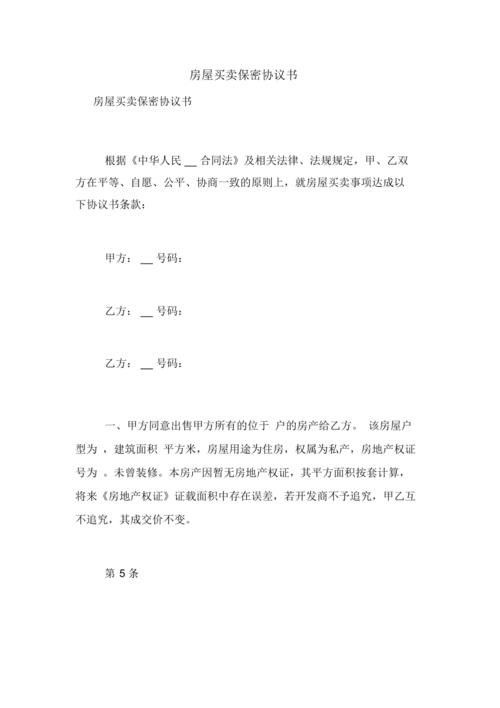 房屋买卖保密协议书
房屋买卖保密协议书
根据《中华人民 __ 合同法》及相关法律、法规规定，甲、乙双
方在平等、自愿、公平、协商一致的原则上，就房屋买卖事项达成以
下协议书条款：
甲方： __ 号码：
乙方： __ 号码：
乙方： __ 号码：
一、甲方同意出售甲方所有的位于 户的房产给乙方。 该房屋户
型为 ，建筑面积 平方米，房屋用途为住房，权属为私产，房地产权证
号为 。未曾装修。本房产因暂无房地产权证，其平方面积按套计算，
将来《房地产权证》证载面积中存在误差，若开发商不予追究，甲乙互
不追究，其成交价不变。
第 5 条